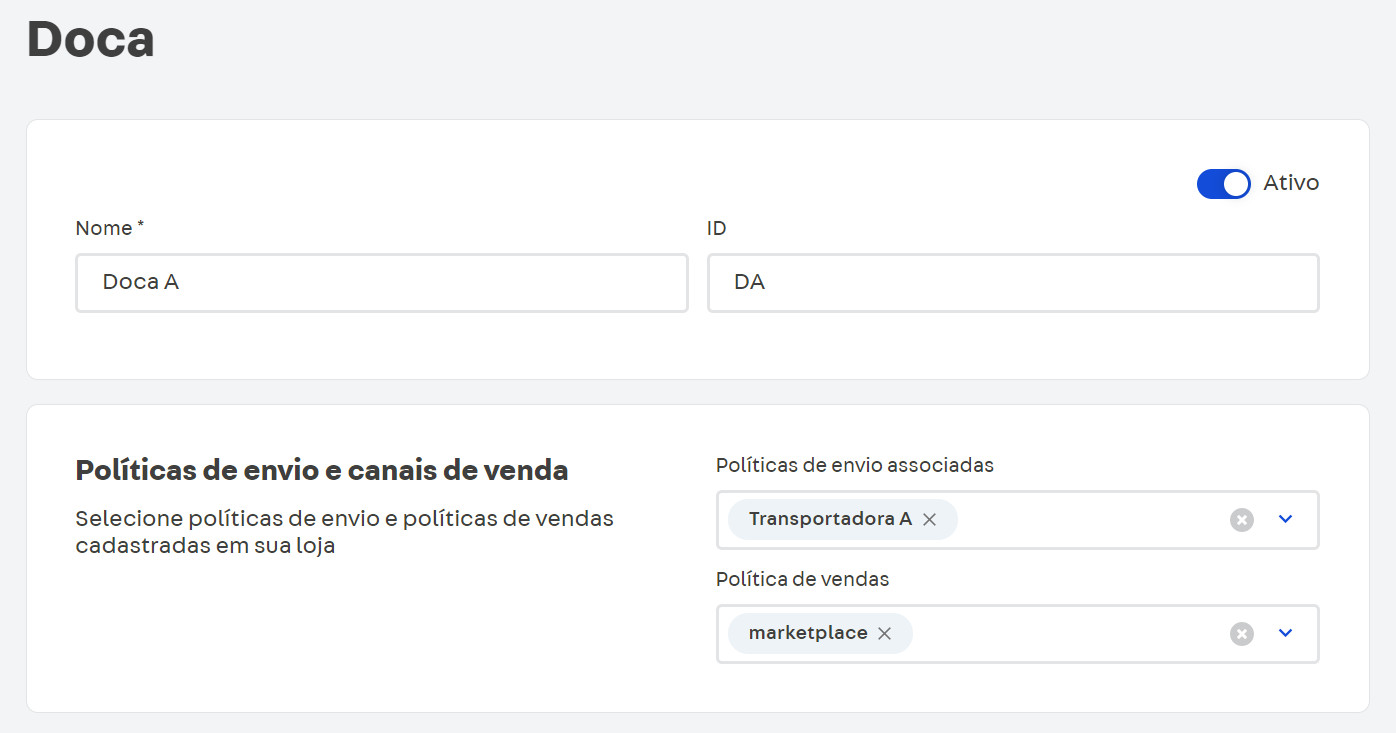 Doca
Ativo
Nome *
ID
Doca A
DA
Políticas de envio e canais de venda
Selecione políticas de envio e políticas de vendas
cadastradas em sua loja
Políticas de envio associadas
Transportadora A
Política de vendas
marketplace